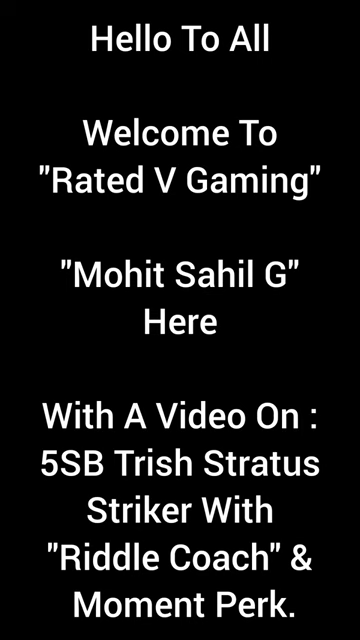 Hello To All
Welcome To
"Rated V Gaming"
"Mohit Sahil G"
Here
With A Video On :
5SB Trish Stratus
Striker With
"Riddle Coach" &
Moment Perk.